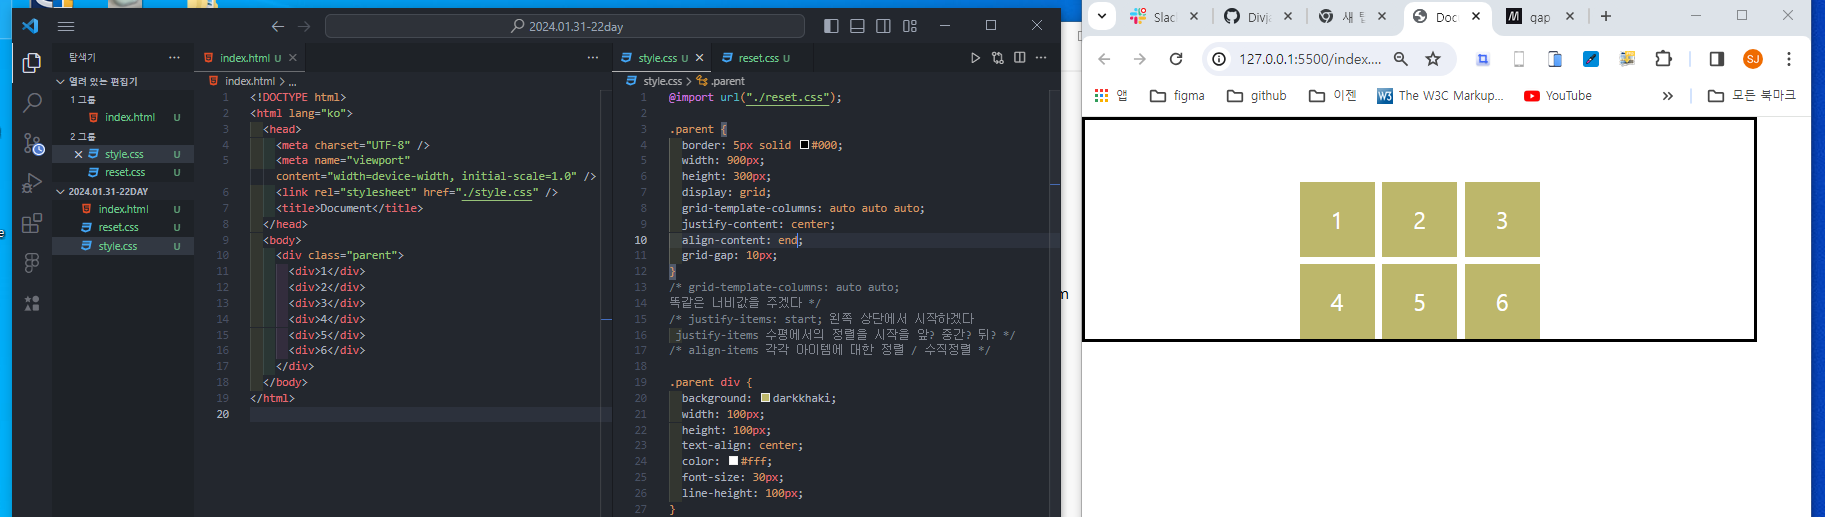 2024.01.31-22day
탐색기
열려 있는 편집기
1 그룹
index.html U
2 그룹
style.css U
reset.css U
2024.01.31-22DAY
index.html U
reset.css U
style.css U
index.html U
index.html > ...
1 <!DOCTYPE html>
2 <html lang="ko">
3 <head>
4 <meta charset="UTF-8" />
5 <meta name="viewport"
content="width=device-width, initial-scale=1.0" />
6 <link rel="stylesheet" href="./style.css" />
7 <title>Document</title>
8 </head>
9 <body>
10 <div class="parent">
11 <div>1</div>
12 <div>2</div>
13 <div>3</div>
14 <div>4</div>
15 <div>5</div>
16 <div>6</div>
17 </div>
18 </body>
19 </html>
20
style.css U
reset.css U
style.css > .parent
1 @import url("./reset.css");
2
3 .parent {
4 border: 5px solid #000;
5 width: 900px;
6 height: 300px;
7 display: grid;
8 grid-template-columns: auto auto auto;
9 justify-content: center;
10 align-content: end;
11 grid-gap: 10px;
12 }
13 /* grid-template-columns: auto auto;
14 똑같은 너비값을 주겠다 */
15 /* justify-items: start; 왼쪽 상단에서 시작하겠다
16 justify-items 수평에서의 정렬을 시작을 앞? 중간? 뒤? */
17 /* align-items 각각 아이템에 대한 정렬 / 수직정렬 */
18
19 .parent div {
20 background: darkkhaki;
21 width: 100px;
22 height: 100px;
23 text-align: center;
24 color: #fff;
25 font-size: 30px;
26 line-height: 100px;
27 }
Slac
Divja
새 탭
Doc
qap
127.0.0.1:5500/index....
SJ
앱
figma
github
이젠
W3
The W3C Markup...
YouTube
»
모든 북마크
1 2 3
4 5 6